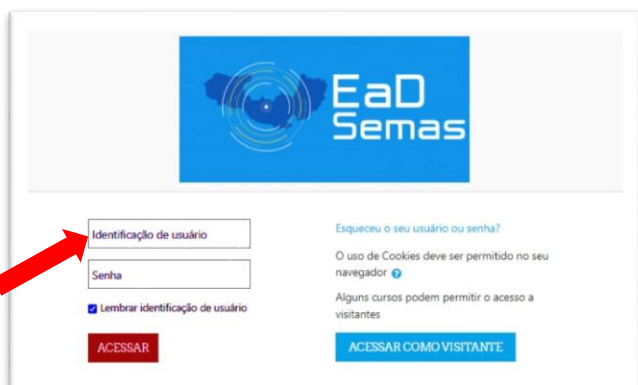 EaD
Semas
Identificação de usuário
Senha
Lembrar identificação de usuário
ACESSAR
Esqueceu o seu usuário ou senha?
O uso de Cookies deve ser permitido no seu
navegador
Alguns cursos podem permitir o acesso a
visitantes
ACESSAR COMO VISITANTE